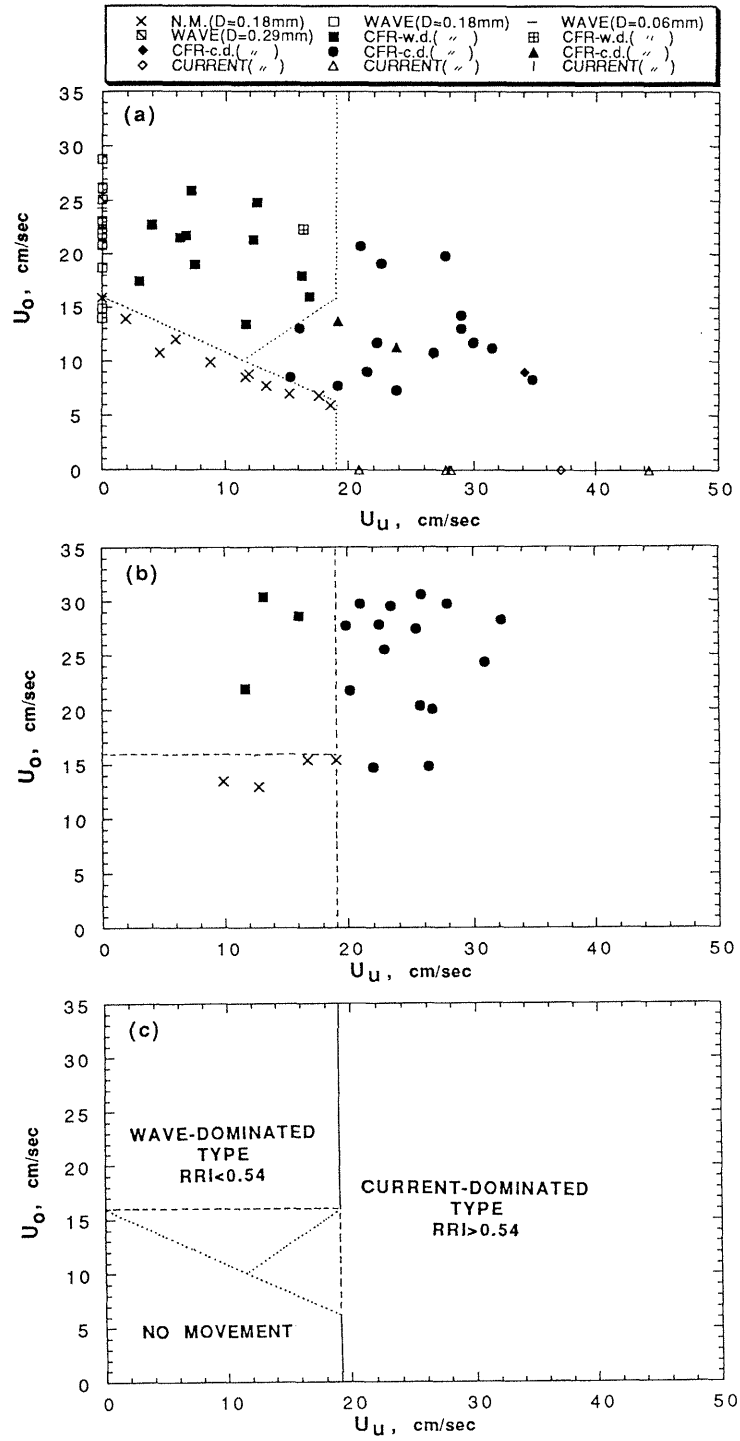 × N.M.(D=0.18mm) □ WAVE(D=0.18mm) – WAVE(D=0.06mm)
WAVE(D=0.29mm) ■ CFR-w.d.( 〃 ) ⊞ CFR-w.d.( 〃 )
◆ CFR-c.d.( 〃 ) ● CFR-c.d.( 〃 ) ▲ CFR-c.d.( 〃 )
◇ CURRENT( 〃 ) △ CURRENT( 〃 ) | CURRENT( 〃 )
(a)
35
30
25
20
15
10
5
0
U₀, cm/sec
0 10 20 30 40 50
Uᵤ, cm/sec
(b)
35
30
25
20
15
10
5
0
U₀, cm/sec
0 10 20 30 40 50
Uᵤ, cm/sec
(c)
35
30
25
20
15
10
5
0
U₀, cm/sec
WAVE-DOMINATED
TYPE
RRI<0.54
CURRENT-DOMINATED
TYPE
RRI>0.54
NO MOVEMENT
0 10 20 30 40 50
Uᵤ, cm/sec